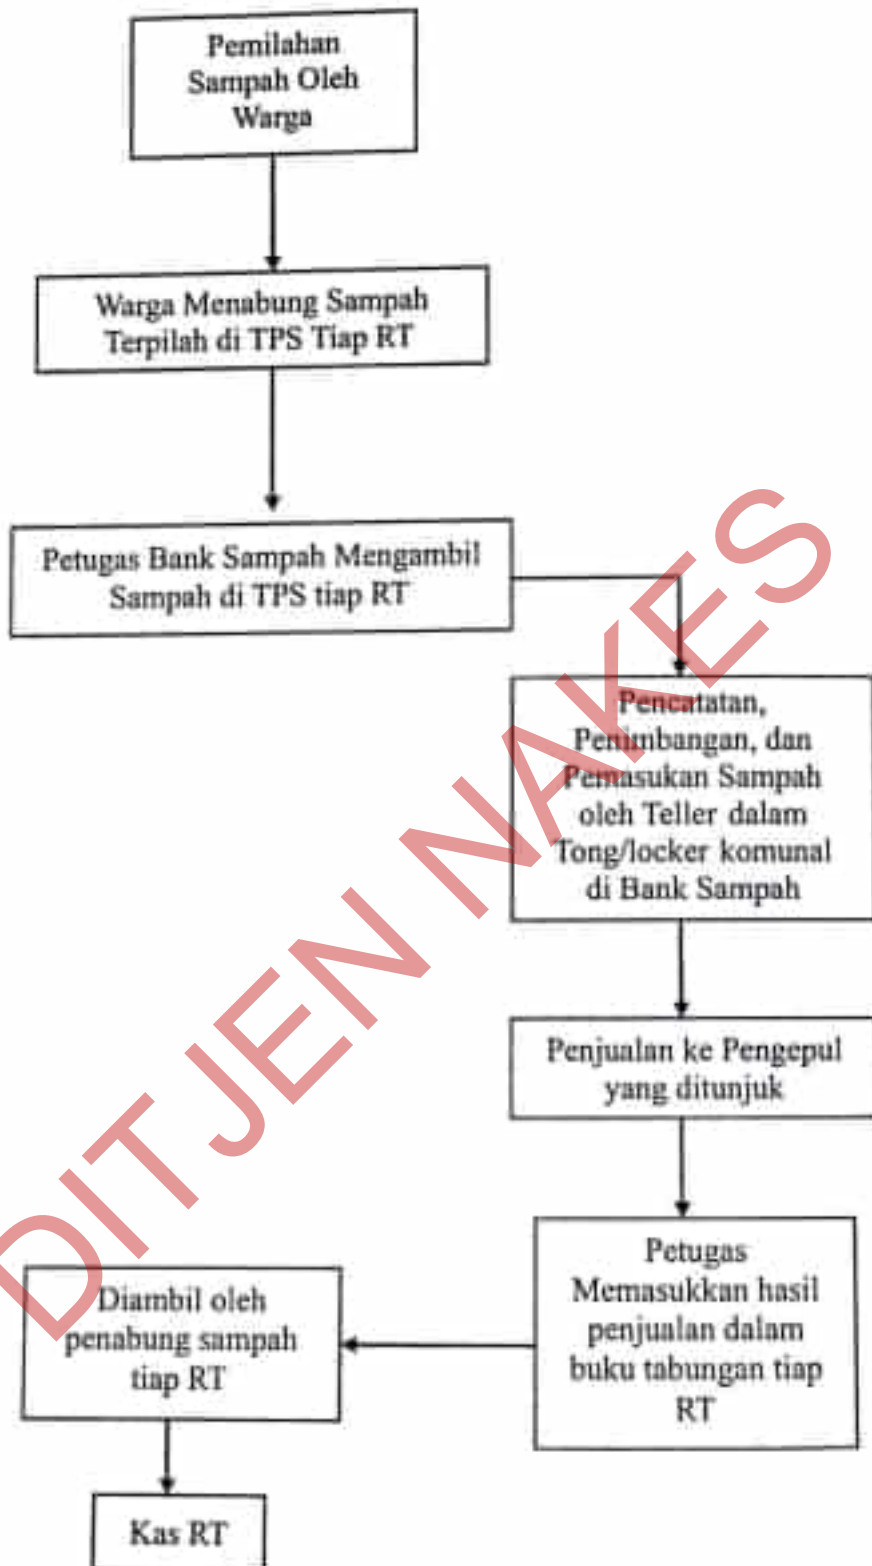 Pemilahan
Sampah Oleh
Warga
Warga Menabung Sampah
Terpilah di TPS Tiap RT
Petugas Bank Sampah Mengambil
Sampah di TPS tiap RT
Pencatatan,
Penimbangan, dan
Pemasukan Sampah
oleh Teller dalam
Tong/locker komunal
di Bank Sampah
Penjualan ke Pengepul
yang ditunjuk
Petugas
Memasukkan hasil
penjualan dalam
buku tabungan tiap
RT
Diambil oleh
penabung sampah
tiap RT
Kas RT
DITJEN NAKES